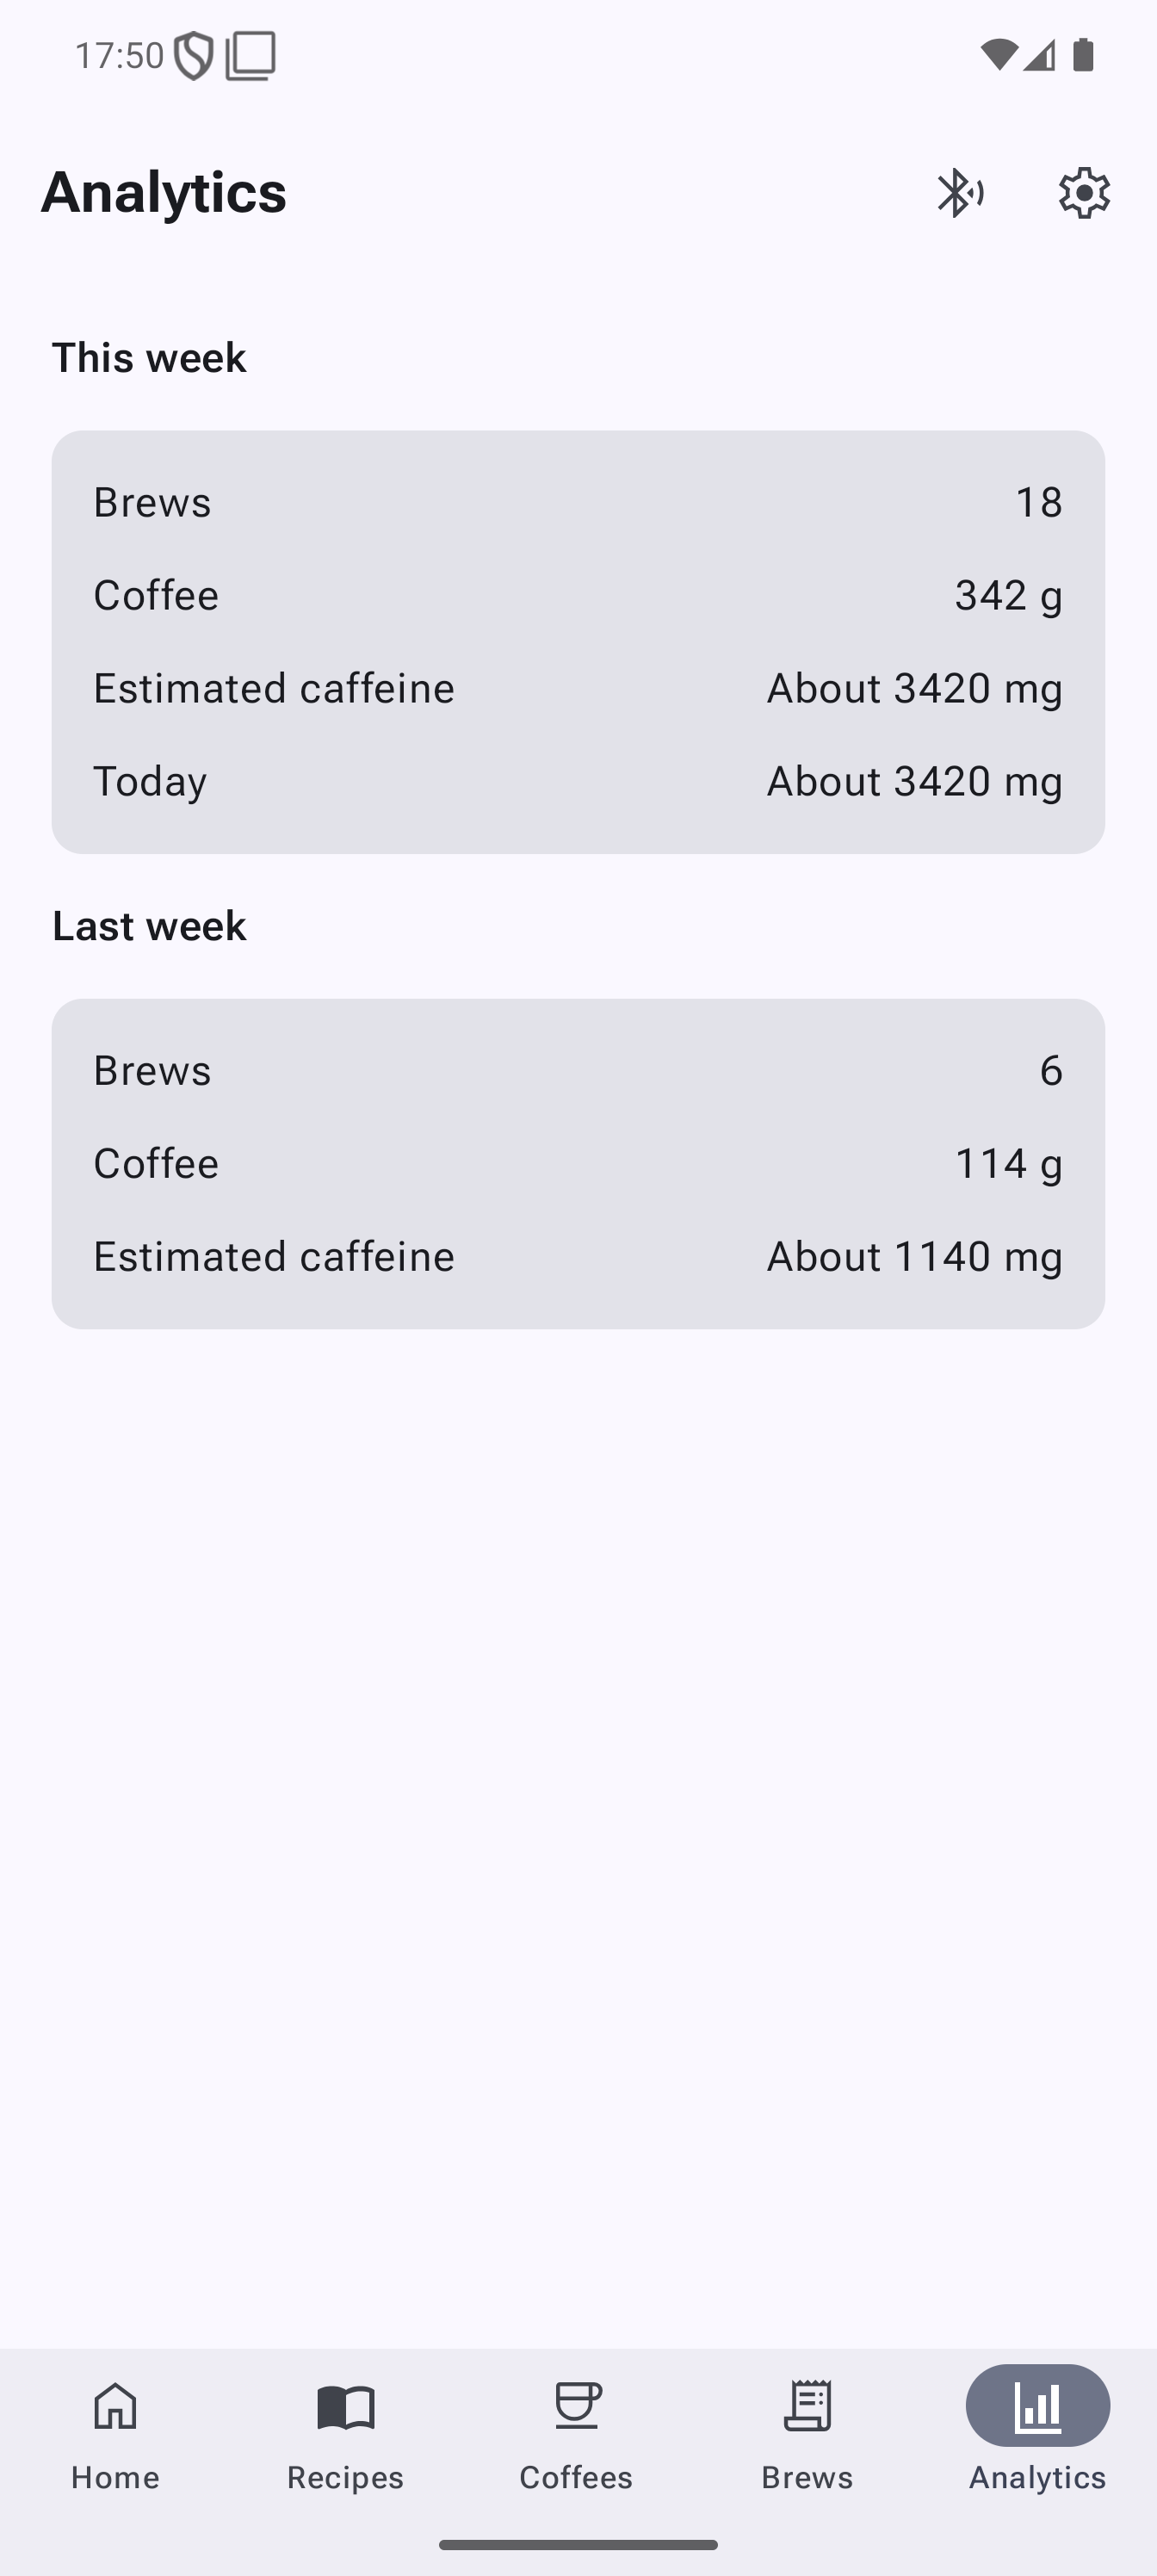 17:50
Analytics
This week
Brews 18
Coffee 342 g
Estimated caffeine About 3420 mg
Today About 3420 mg
Last week
Brews 6
Coffee 114 g
Estimated caffeine About 1140 mg
Home Recipes Coffees Brews Analytics